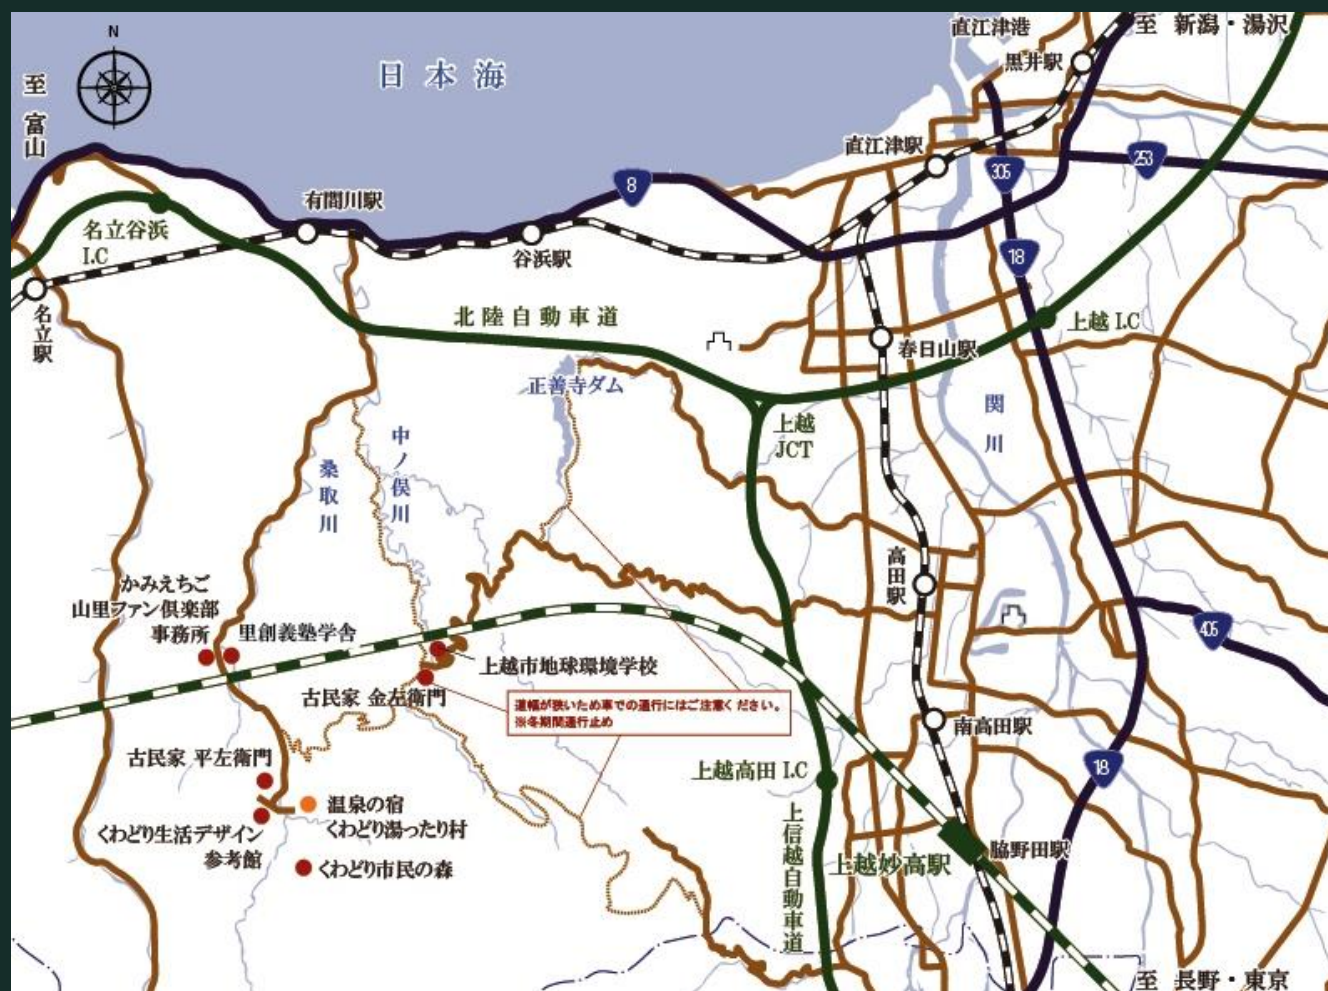 N
日本海
至 富山
直江津港
至 新潟・湯沢
黒井駅
直江津駅
305
253
8
有間川駅
名立谷浜
I.C
谷浜駅
18
名立駅
北陸自動車道
上越 I.C
春日山駅
正善寺ダム
上越
JCT
関川
中ノ俣川
桑取川
高田駅
かみえちご
山里ファン倶楽部
事務所
里創義塾学舎
405
上越市地球環境学校
古民家 金左衛門
道幅が狭いため車での通行にはご注意ください。
※冬期間通行止め
南高田駅
古民家 平左衛門
上越高田 I.C
18
温泉の宿
くわどり湯ったり村
くわどり生活デザイン
参考館
上信越自動車道
脇野田駅
上越妙高駅
くわどり市民の森
至 長野・東京